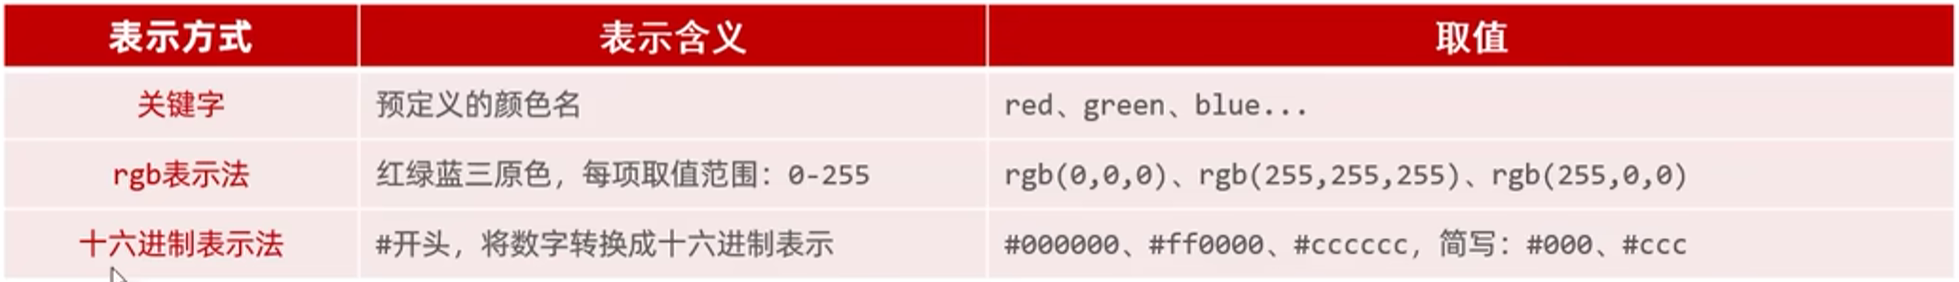 表示方式 表示含义 取值
关键字 预定义的颜色名 red、green、blue...
rgb表示法 红绿蓝三原色，每项取值范围：0-255 rgb(0,0,0)、rgb(255,255,255)、rgb(255,0,0)
十六进制表示法 #开头，将数字转换成十六进制表示 #000000、#ff0000、#cccccc，简写：#000、#ccc